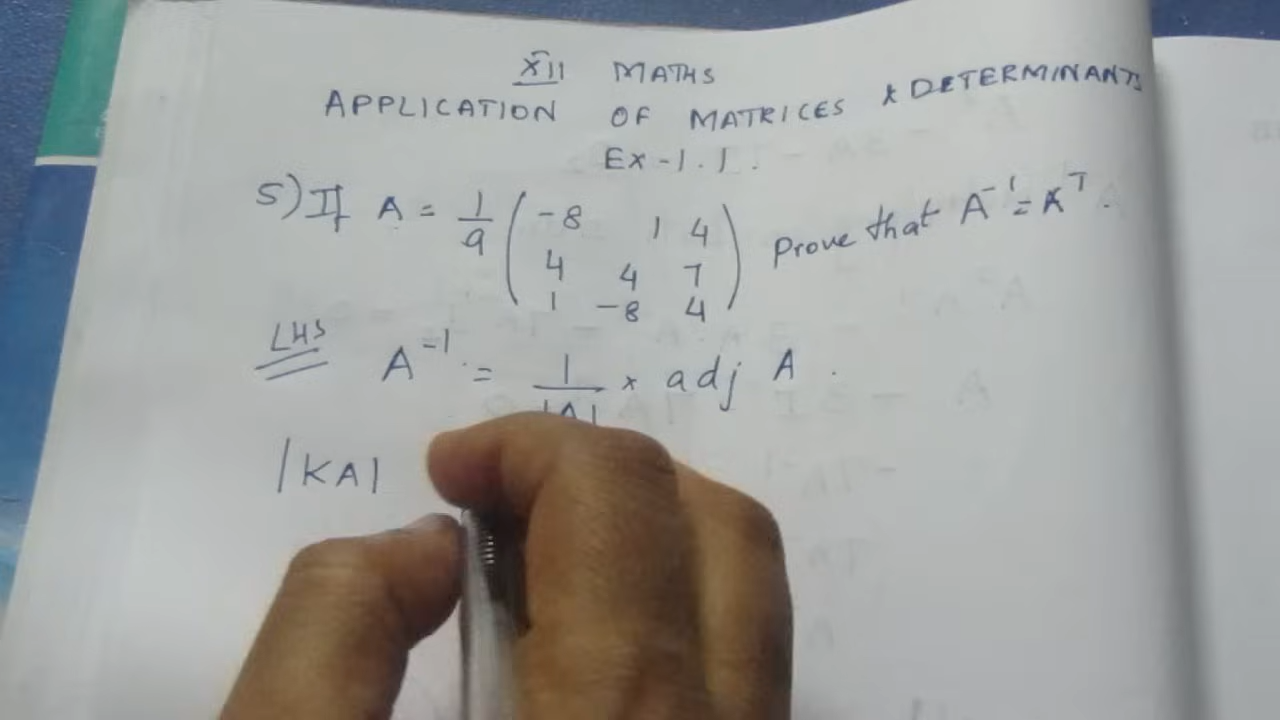 XII MATHS
APPLICATION OF MATRICES & DETERMINANTS
Ex-1.1.
5) If A = 1/9 (-8 1 4
4 4 7
1 -8 4) Prove that A⁻¹ = Aᵀ.
LHS A⁻¹ = 1/|A| × adj A.
|KA|